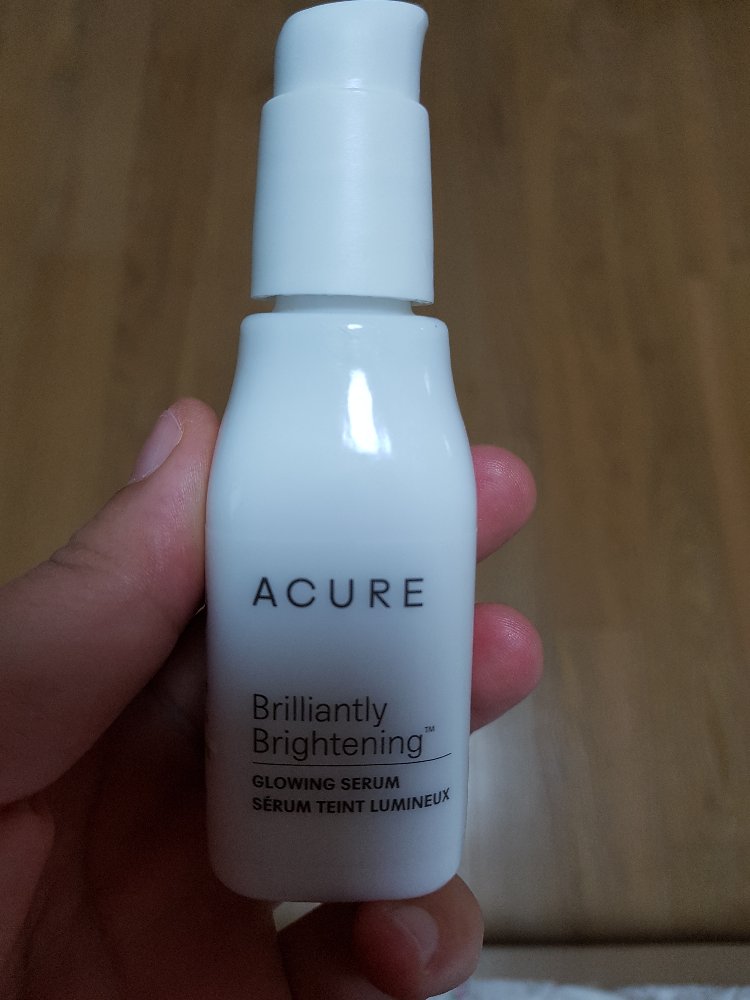 ACURE
Brilliantly
Brightening™
GLOWING SERUM
SÉRUM TEINT LUMINEUX